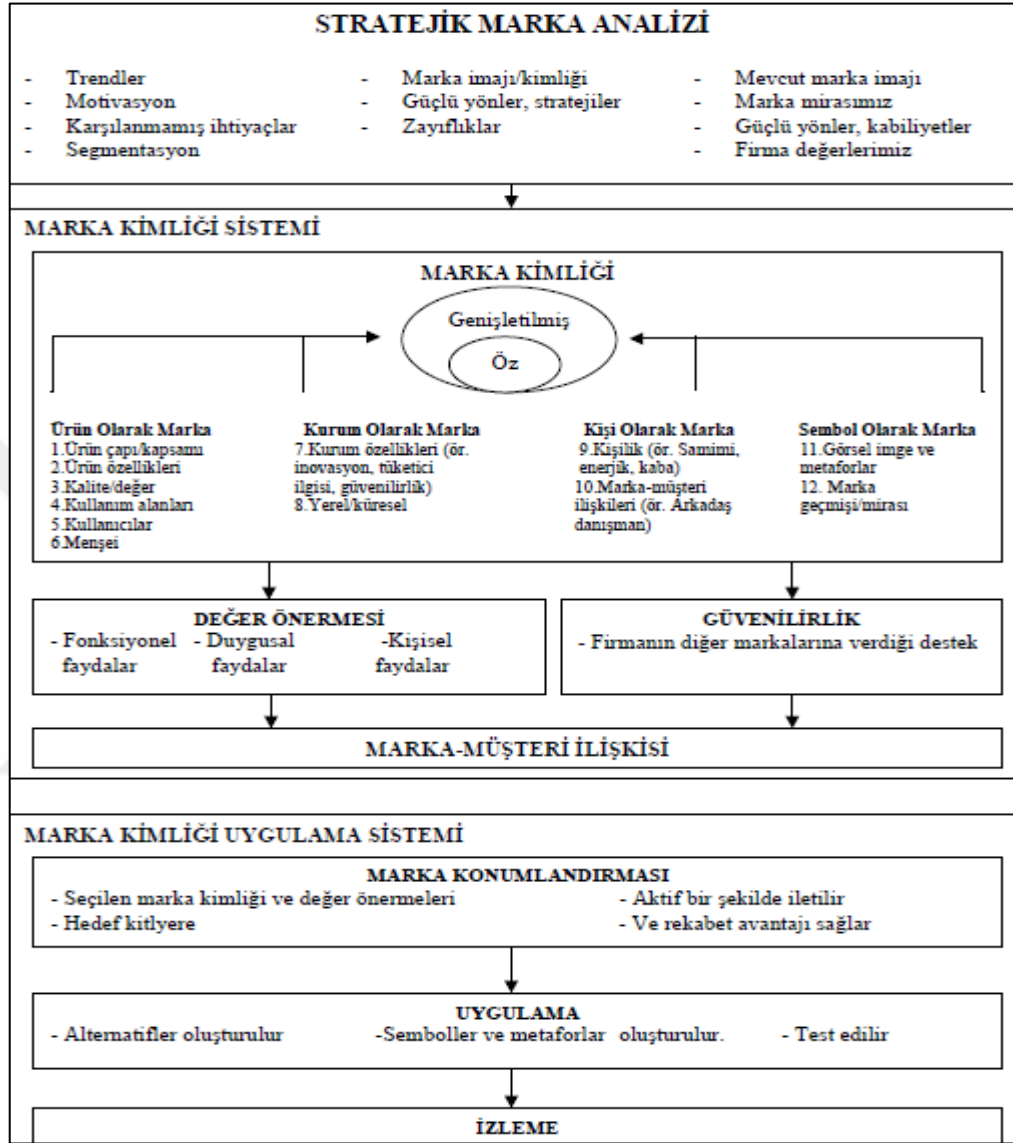 STRATEJİK MARKA ANALİZİ
- Trendler
- Motivasyon
- Karşılanmamış ihtiyaçlar
- Segmentasyon
- Marka imajı/kimliği
- Güçlü yönler, stratejiler
- Zayıflıklar
- Mevcut marka imajı
- Marka mirasımız
- Güçlü yönler, kabiliyetler
- Firma değerlerimiz
MARKA KİMLİĞİ SİSTEMİ
MARKA KİMLİĞİ
Genişletilmiş
Öz
Ürün Olarak Marka
1.Ürün çapı/kapsamı
2.Ürün özellikleri
3.Kalite/değer
4.Kullanım alanları
5.Kullanıcılar
6.Menşei
Kurum Olarak Marka
7.Kurum özellikleri (ör.
inovasyon, tüketici
ilgisi, güvenilirlik)
8.Yerel/küresel
Kişi Olarak Marka
9.Kişilik (ör. Samimi,
enerjik, kaba)
10.Marka-müşteri
ilişkileri (ör. Arkadaş
danışman)
Sembol Olarak Marka
11.Görsel imge ve
metaforlar
12. Marka
geçmişi/mirası
DEĞER ÖNERMESİ
- Fonksiyonel
faydalar
- Duygusal
faydalar
-Kişisel
faydalar
GÜVENİLİRLİK
- Firmanın diğer markalarına verdiği destek
MARKA-MÜŞTERİ İLİŞKİSİ
MARKA KİMLİĞİ UYGULAMA SİSTEMİ
MARKA KONUMLANDIRMASI
- Seçilen marka kimliği ve değer önermeleri
- Hedef kitlyere
- Aktif bir şekilde iletilir
- Ve rekabet avantajı sağlar
UYGULAMA
- Alternatifler oluşturulur
-Semboller ve metaforlar oluşturulur.
- Test edilir
İZLEME